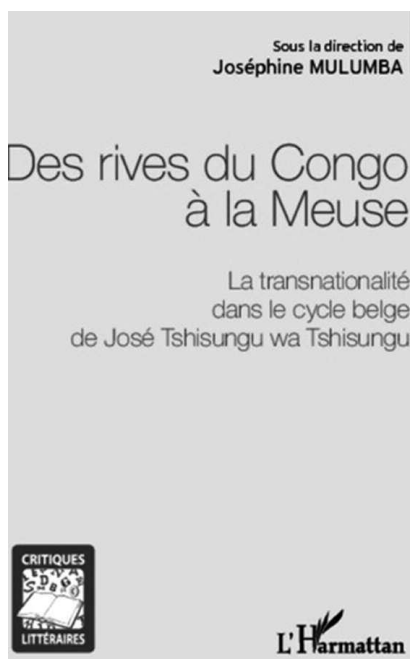 Sous la direction de
Joséphine MULUMBA
Des rives du Congo
à la Meuse
La transnationalité
dans le cycle belge
de José Tshisungu wa Tshisungu
CRITIQUES
LITTÉRAIRES
L'Harmattan